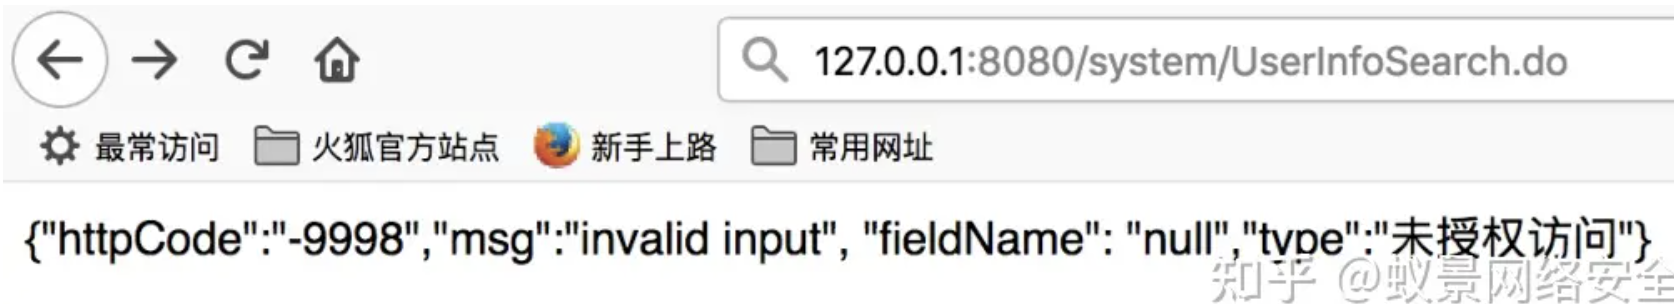 127.0.0.1:8080/system/UserInfoSearch.do
最常访问 火狐官方站点 新手上路 常用网址
{"httpCode":"-9998","msg":"invalid input", "fieldName": "null","type":"未授权访问"}
知乎 @蚁景网络安全